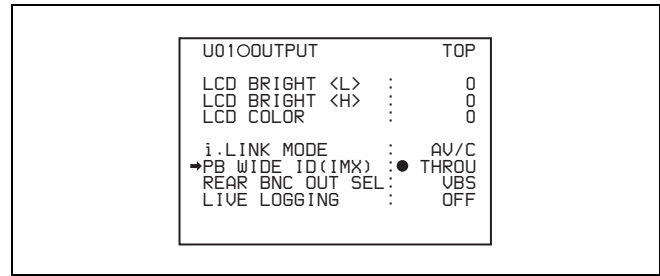 U01○OUTPUT TOP
LCD BRIGHT <L> : 0
LCD BRIGHT <H> : 0
LCD COLOR : 0
i.LINK MODE : AV/C
➡PB WIDE ID(IMX) :● THROU
REAR BNC OUT SEL: VBS
LIVE LOGGING : OFF